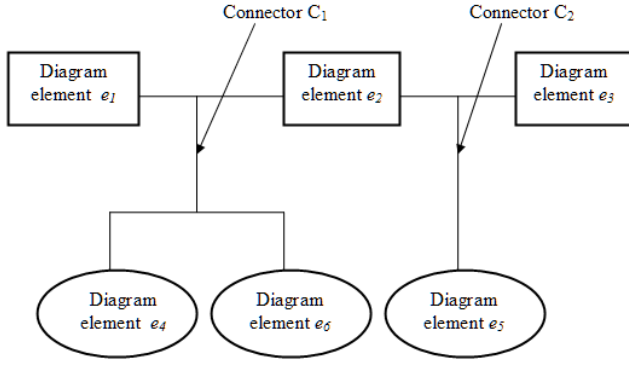 Connector C₁
Connector C₂
Diagram
element e₁
Diagram
element e₂
Diagram
element e₃
Diagram
element e₄
Diagram
element e₆
Diagram
element e₅